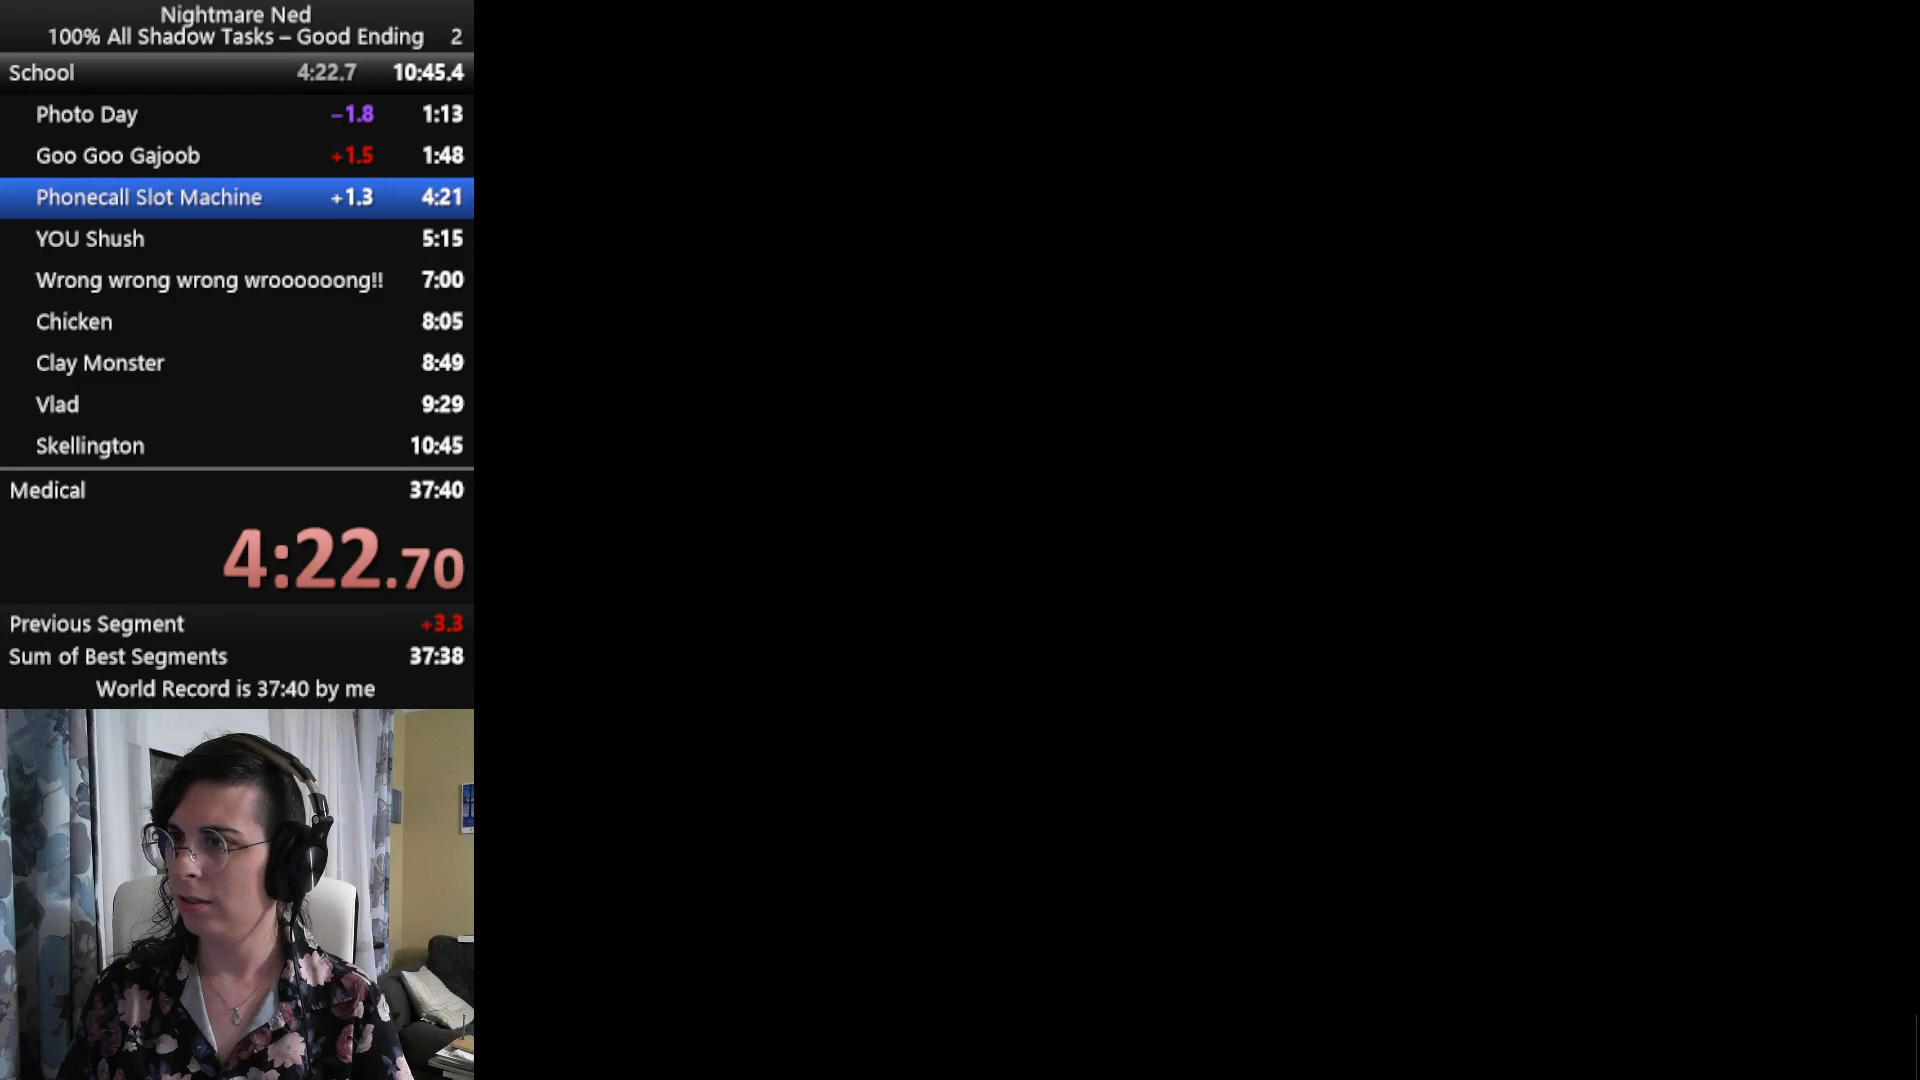 Nightmare Ned
100% All Shadow Tasks – Good Ending 2
School 4:22.7 10:45.4
Photo Day −1.8 1:13
Goo Goo Gajoob +1.5 1:48
Phonecall Slot Machine +1.3 4:21
YOU Shush 5:15
Wrong wrong wrong wroooooong!! 7:00
Chicken 8:05
Clay Monster 8:49
Vlad 9:29
Skellington 10:45
Medical 37:40
4:22.70
Previous Segment +3.3
Sum of Best Segments 37:38
World Record is 37:40 by me